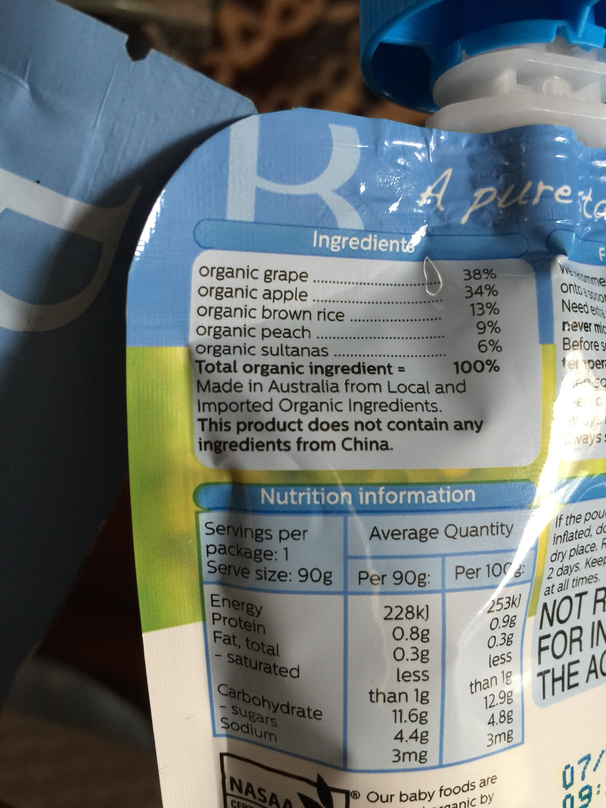 A pure
Ingredients
organic grape 38%
organic apple 34%
organic brown rice 13%
organic peach 9%
organic sultanas 6%
Total organic ingredient = 100%
Made in Australia from Local and
Imported Organic Ingredients.
This product does not contain any
ingredients from China.
Nutrition information
Servings per
package: 1
Serve size: 90g
Average Quantity
Per 90g: Per 100g:
Energy 228kJ 253kJ
Protein 0.8g 0.9g
Fat, total 0.3g 0.3g
- saturated less than 1g less than 1g
Carbohydrate 11.6g 12.9g
- sugars 4.4g 4.8g
Sodium 3mg 3mg
NASAA
® Our baby foods are
organic by
never
Before
If the
inflated,
dry place.
2 days. Keep
at all times.
NOT
FOR
THE
07/
09: